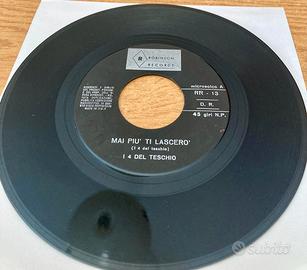 ROBINSON
RECORDS
microsolco A
RR - 13
D. R.
45 giri N.P.
MAI PIU' TI LASCERO'
(I 4 del teschio)
I 4 DEL TESCHIO
subito